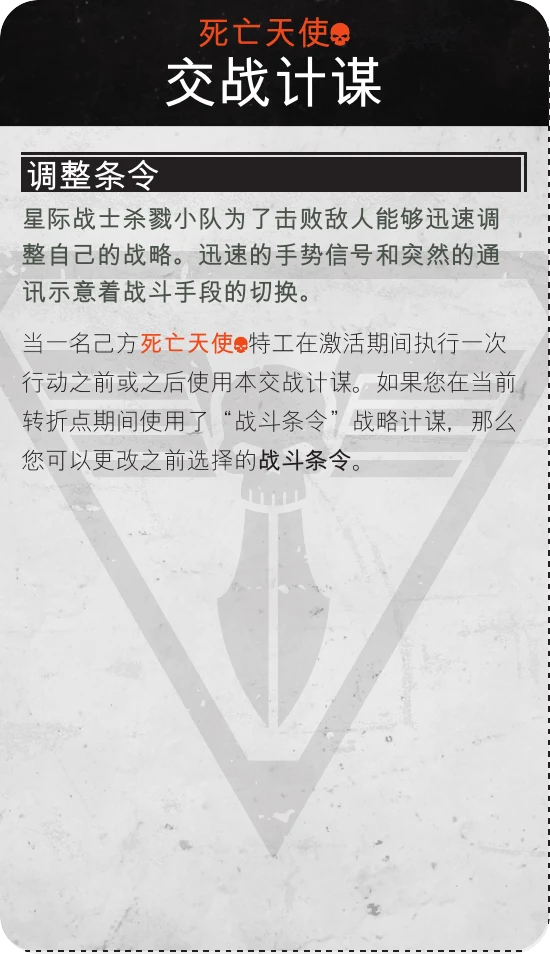 死亡天使
交战计谋
调整条令
星际战士杀戮小队为了击败敌人能够迅速调
整自己的战略。迅速的手势信号和突然的通
讯示意着战斗手段的切换。
当一名己方死亡天使特工在激活期间执行一次
行动之前或之后使用本交战计谋。如果您在当前
转折点期间使用了“战斗条令”战略计谋，那么
您可以更改之前选择的战斗条令。